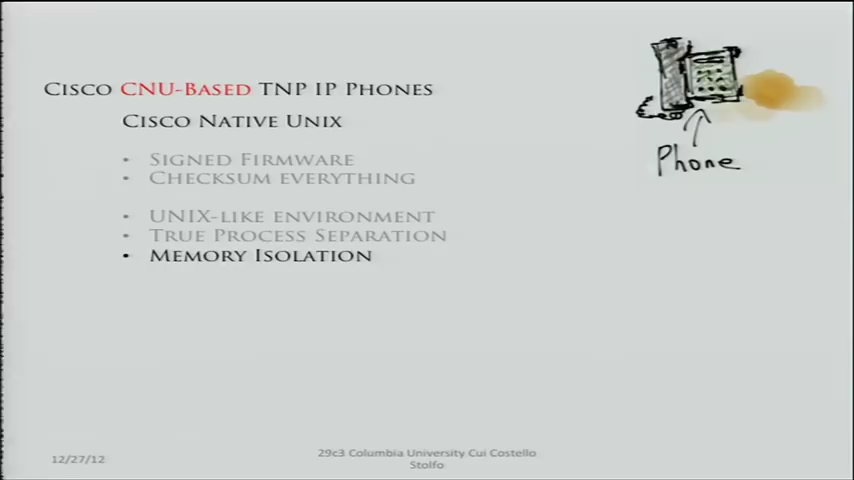 Cisco CNU-Based TNP IP Phones
Cisco Native Unix
• Signed Firmware
• Checksum everything
• UNIX-like environment
• True Process Separation
• Memory Isolation
Phone
12/27/12
29c3 Columbia University Cui Costello
Stolfo